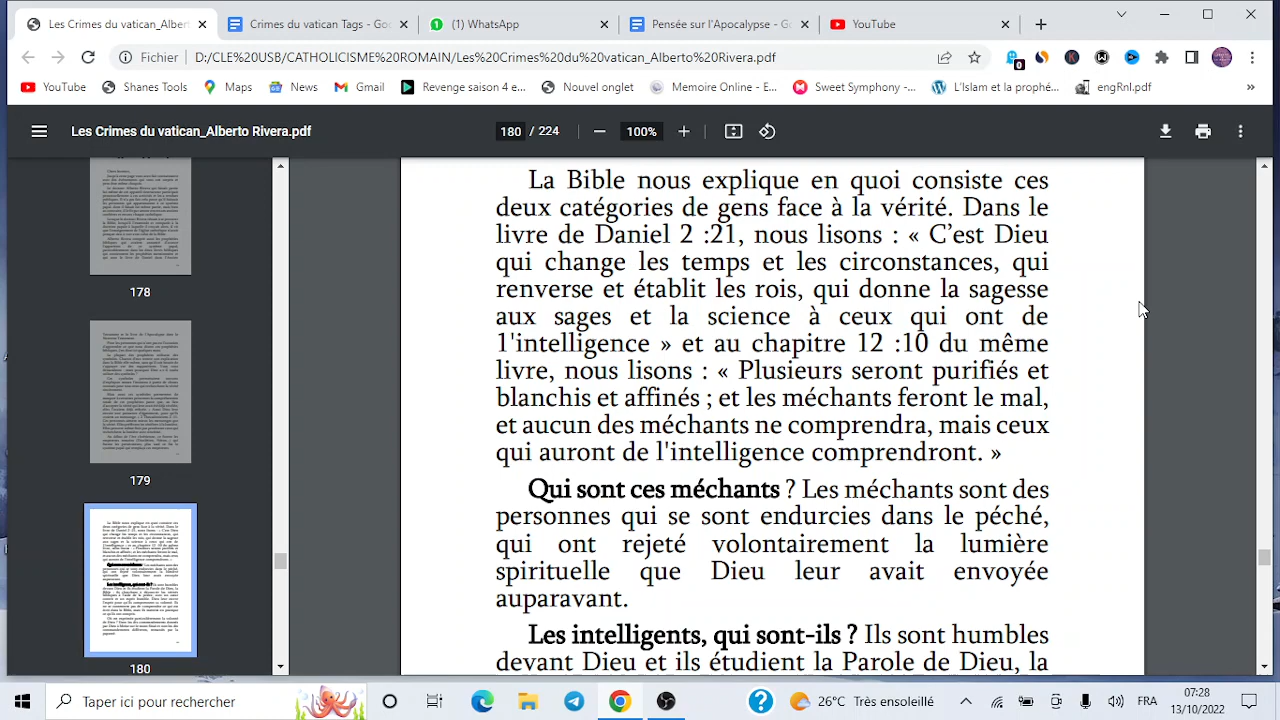 Les Crimes du vatican_Alberto R
Crimes du vatican Tags - Goo
(1) WhatsApp
Pensée sur l'Apocalypse - Go
YouTube
Fichier
D:/CLE%20USB/CATHOLICISME%20ROMAIN/Les%20Crimes%20du%20vatican_Alberto%20Rivera.pdf
0
YouTube
Shanes Tools
Maps
News
Gmail
Revenge saison 4 e...
Nouvel onglet
Memoire Online - E...
Sweet Symphony -...
L'Islam et la prophé...
engRnl.pdf
Les Crimes du vatican_Alberto Rivera.pdf
180 / 224
100%
178
179
180
La Bible nous explique en quoi consiste ces
deux catégories de gens face à la vérité. Dans le
livre de Daniel 2 :21, nous lisons : « C'est Dieu
qui change les temps et les circonstances, qui
renverse et établit les rois, qui donne la sagesse
aux sages et la science à ceux qui ont de
l'intelligence » et au chapitre 12 :10 du même
livre, nous lisons : « Plusieurs seront purifiés et
blanchis et affinés ; et les méchants feront le mal,
et aucun des méchants ne comprendra, mais ceux
qui auront de l'intelligence comprendront. »
Qui sont ces méchants ? Les méchants sont des
personnes qui se sont endurcies dans le péché,
qui ont rejeté volontairement la lumière
spirituelle que Dieu leur avait envoyée
auparavant.
Les intelligents, qui sont-ils ? Ils sont humbles
devant Dieu et ils étudient la Parole de Dieu, la
Taper ici pour rechercher
26°C Très ensoleillé
FRA
07:28
13/10/2022